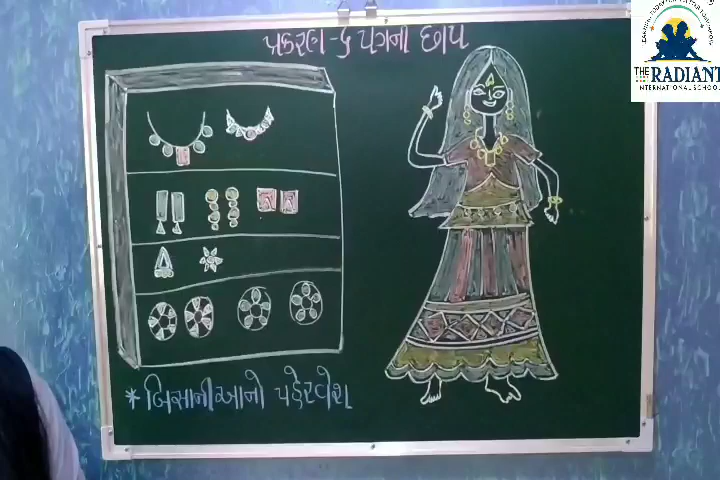 પ્રકરણ - ૬ પગની છાપ
THE RADIANT
INTERNATIONAL SCHOOL
* બિસાનીઆનો પહેરવેશ